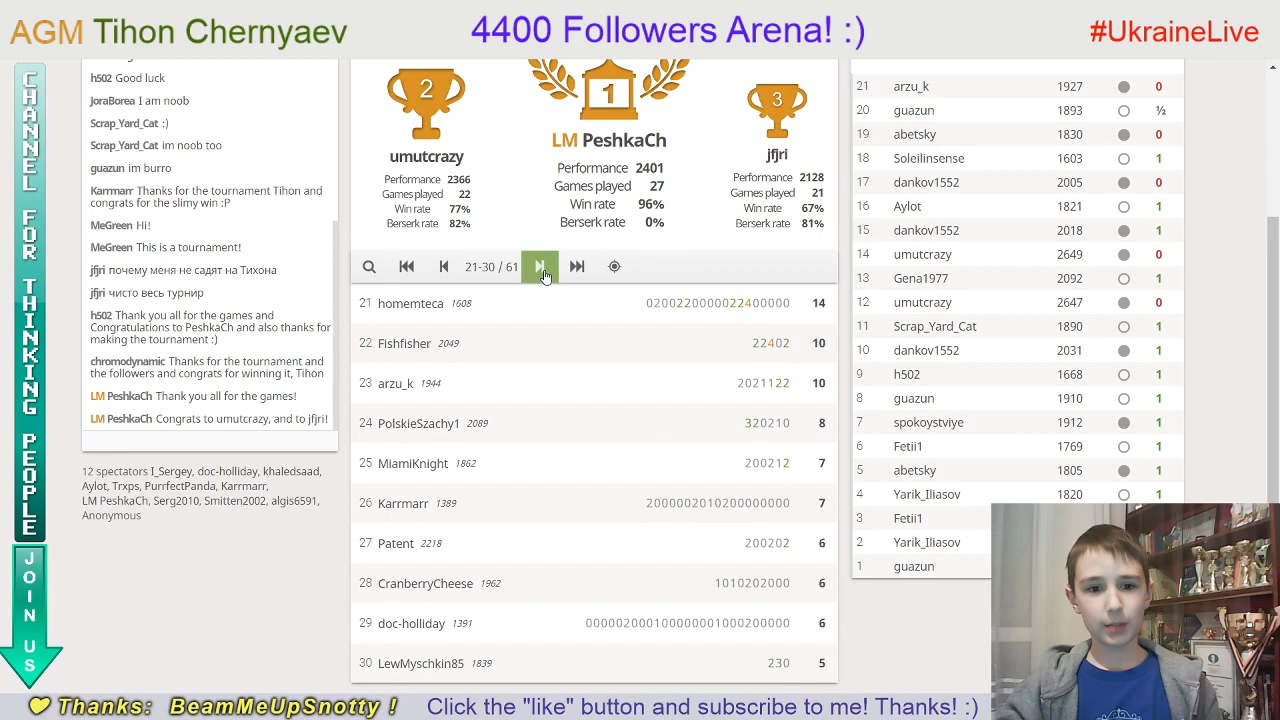 AGM Tihon Chernyaev
4400 Followers Arena! :)
#UkraineLive
CHANNEL FOR THINKING PEOPLE
JOIN US
h502 Good luck
JoraBorea I am noob
Scrap_Yard_Cat :)
Scrap_Yard_Cat im noob too
guazun im burro
Karrmarr Thanks for the tournament Tihon and
congrats for the slimy win :P
MeGreen Hi!
MeGreen This is a tournament!
jfjri почему меня не садят на Тихона
jfjri чисто весь турнир
h502 Thank you all for the games and
Congratulations to PeshkaCh and also thanks for
making the tournament :)
chromodynamic Thanks for the tournament and
the followers and congrats for winning it, Tihon
LM PeshkaCh Thank you all for the games!
LM PeshkaCh Congrats to umutcrazy, and to jfjri!
12 spectators I_Sergey, doc-holliday, khaledsaad,
Aylot, Trxps, PurrfectPanda, Karrmarr,
LM PeshkaCh, Serg2010, Smitten2002, algis6591,
Anonymous
2
umutcrazy
Performance 2366
Games played 22
Win rate 77%
Berserk rate 82%
1
LM PeshkaCh
Performance 2401
Games played 27
Win rate 96%
Berserk rate 0%
3
jfjri
Performance 2128
Games played 21
Win rate 67%
Berserk rate 81%
21-30 / 61
21 homemteca 1608 0200220000022400000 14
22 Fishfisher 2049 22402 10
23 arzu_k 1944 2021122 10
24 PolskieSzachy1 2089 320210 8
25 MiamiKnight 1862 200212 7
26 Karrmarr 1389 20000020102000000000 7
27 Patent 2218 200202 6
28 CranberryCheese 1962 1010202000 6
29 doc-holliday 1391 00000200010000001000200000 6
30 LewMyschkin85 1839 230 5
21 arzu_k 1927 0
20 guazun 1893 ½
19 abetsky 1830 0
18 Soleilinsense 1603 1
17 dankov1552 2005 0
16 Aylot 1821 1
15 dankov1552 2018 1
14 umutcrazy 2649 0
13 Gena1977 2092 1
12 umutcrazy 2647 0
11 Scrap_Yard_Cat 1890 1
10 dankov1552 2031 1
9 h502 1668 1
8 guazun 1910 1
7 spokoystviye 1912 1
6 Fetii1 1769 1
5 abetsky 1805 1
4 Yarik_Iliasov 1820 1
3 Fetii1
2 Yarik_Iliasov
1 guazun
Thanks: BeamMeUpSnotty !
Click the "like" button and subscribe to me! Thanks! :)